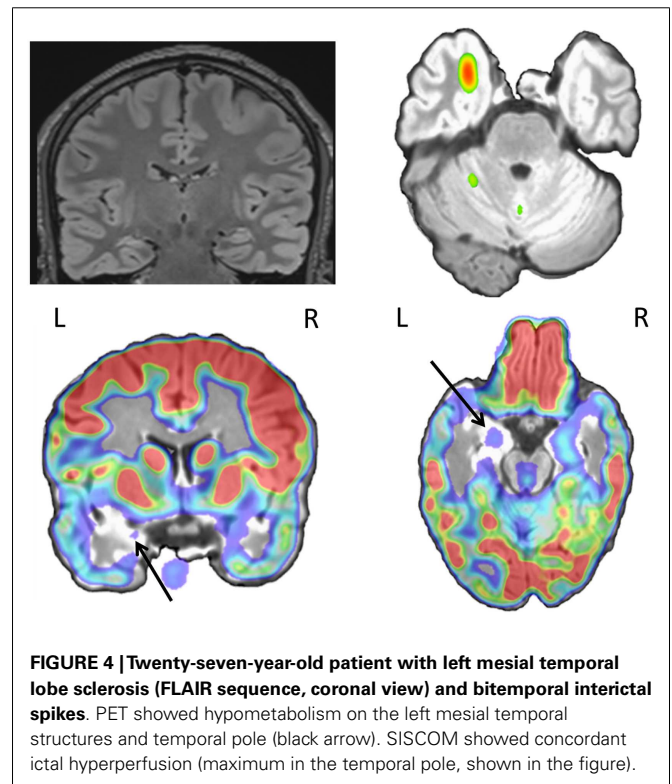 L R L R
FIGURE 4 | Twenty-seven-year-old patient with left mesial temporal
lobe sclerosis (FLAIR sequence, coronal view) and bitemporal interictal
spikes. PET showed hypometabolism on the left mesial temporal
structures and temporal pole (black arrow). SISCOM showed concordant
ictal hyperperfusion (maximum in the temporal pole, shown in the figure).